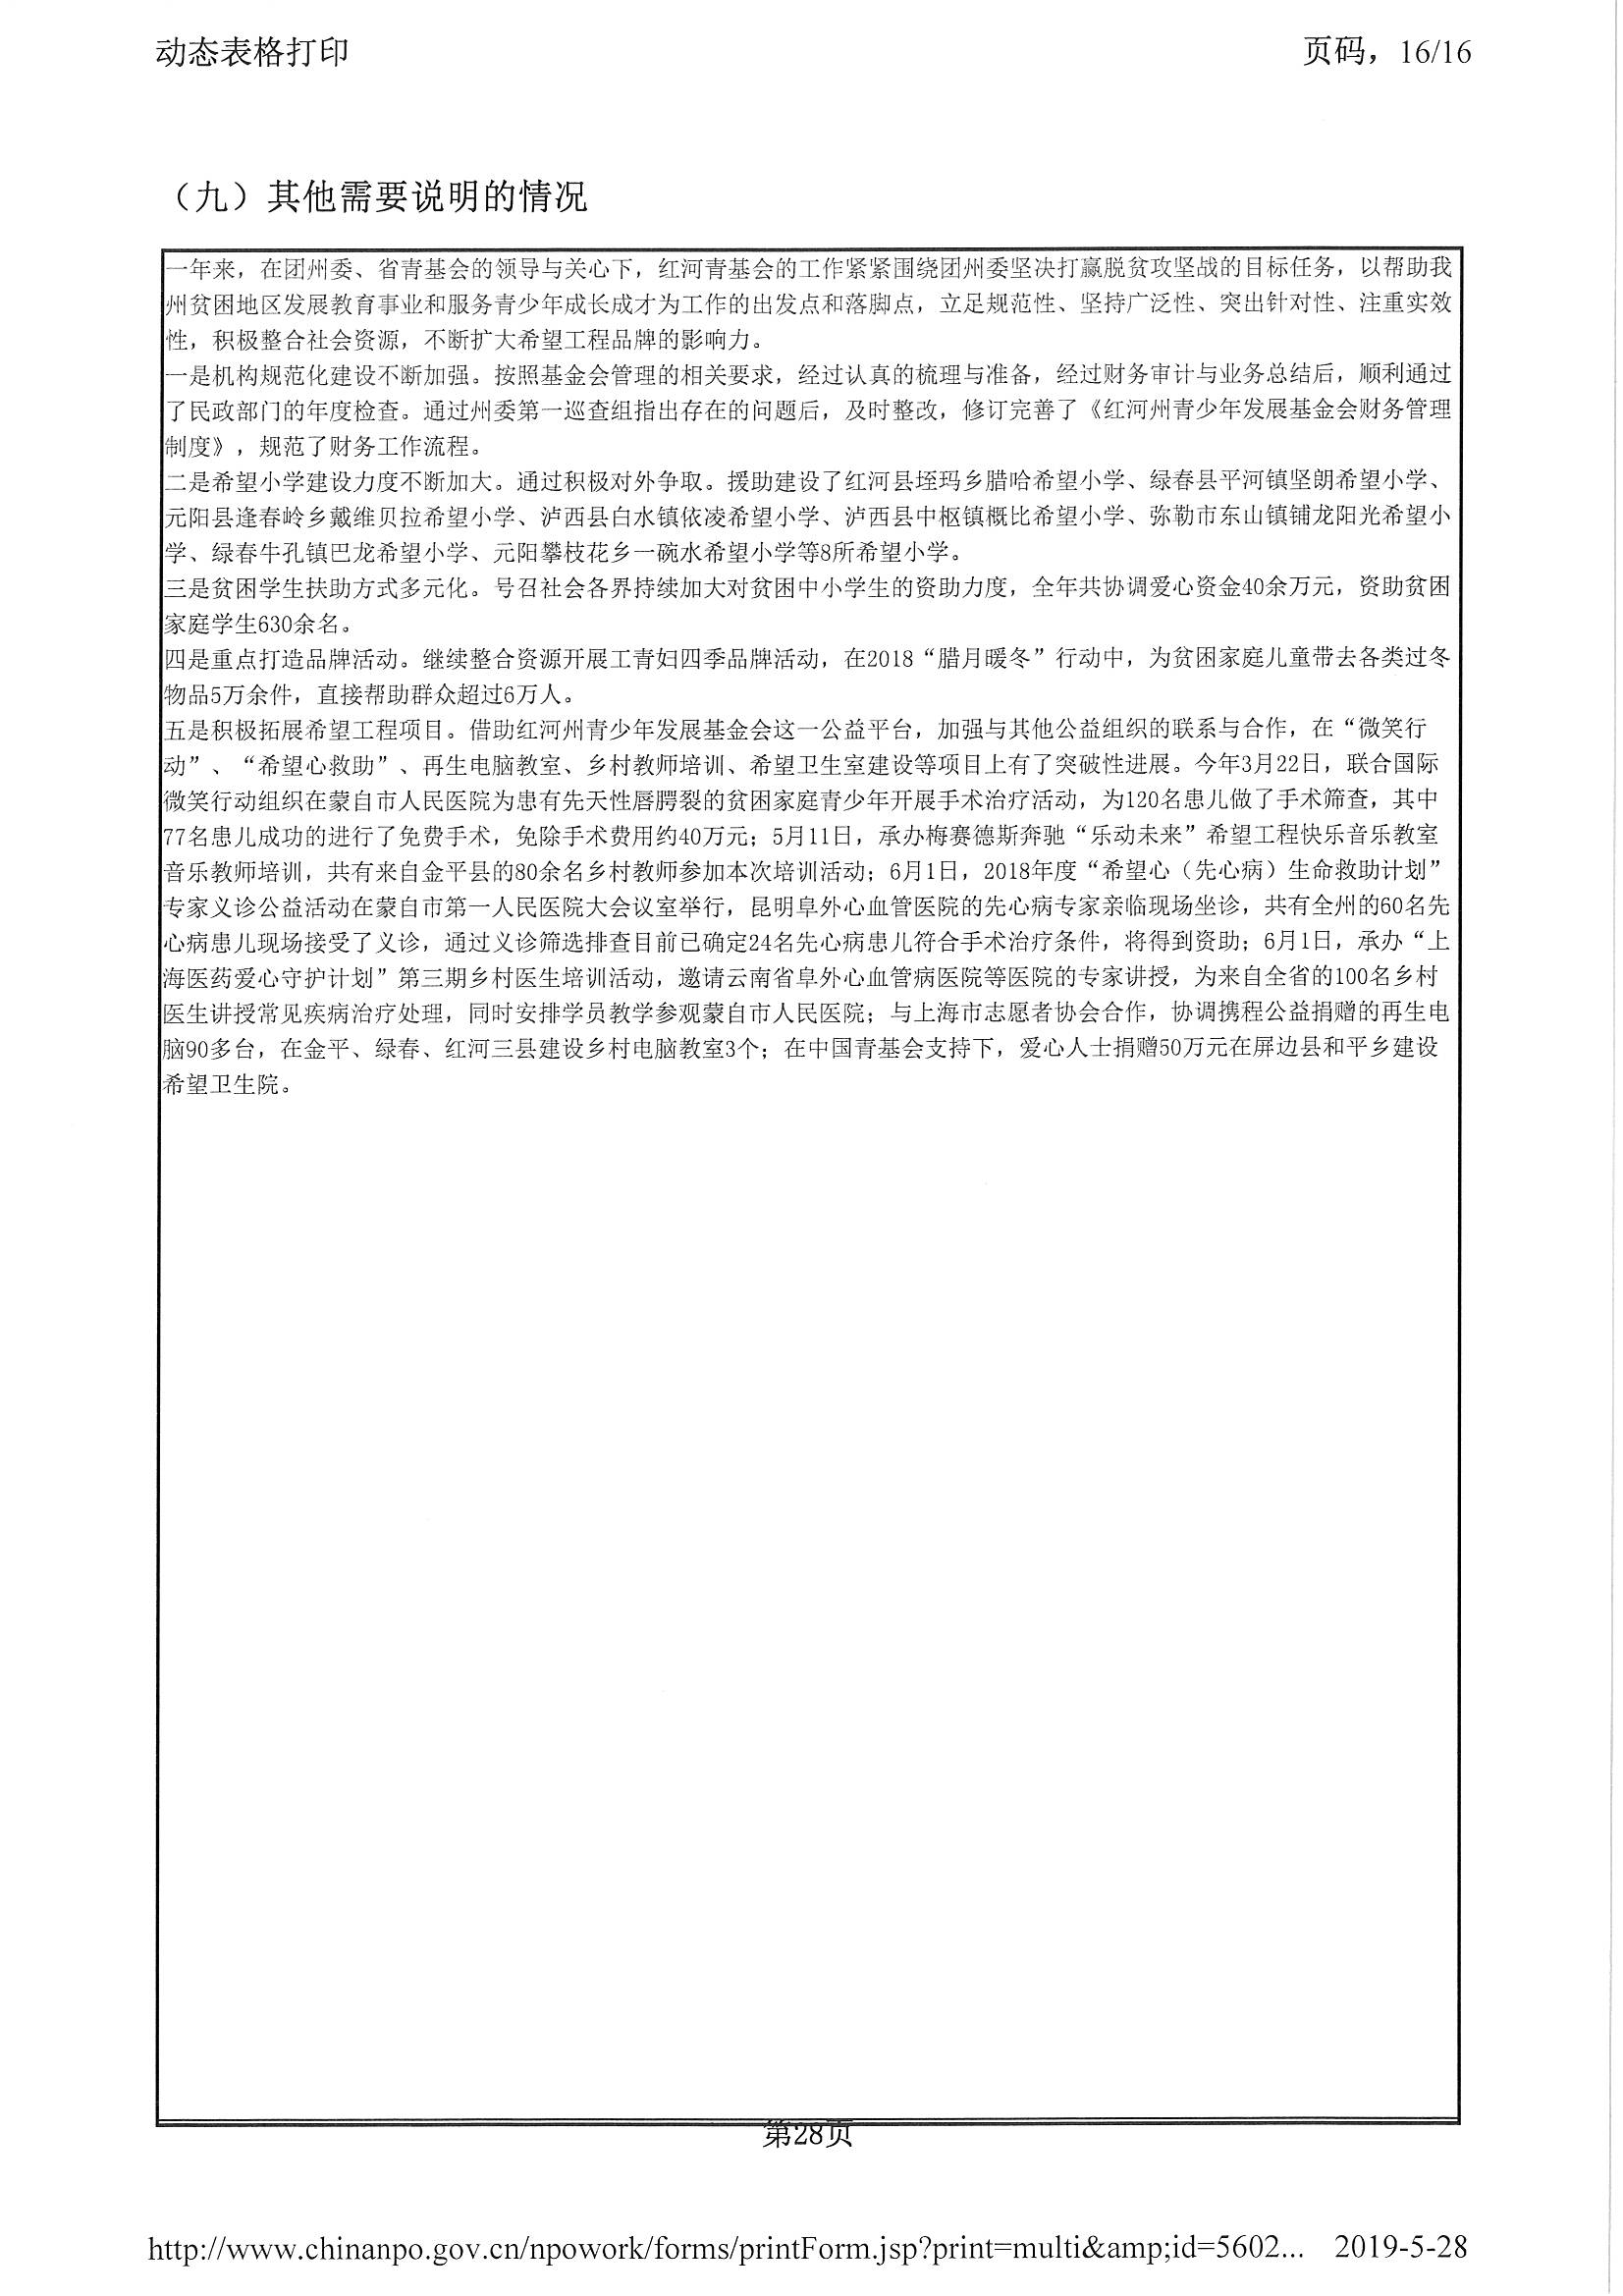 动态表格打印
页码，16/16
（九）其他需要说明的情况
一年来，在团州委、省青基会的领导与关心下，红河青基会的工作紧紧围绕团州委坚决打赢脱贫攻坚战的目标任务，以帮助我
州贫困地区发展教育事业和服务青少年成长成才为工作的出发点和落脚点，立足规范性、坚持广泛性、突出针对性、注重实效
性，积极整合社会资源，不断扩大希望工程品牌的影响力。
一是机构规范化建设不断加强。按照基金会管理的相关要求，经过认真的梳理与准备，经过财务审计与业务总结后，顺利通过
了民政部门的年度检查。通过州委第一巡查组指出存在的问题后，及时整改，修订完善了《红河州青少年发展基金会财务管理
制度》，规范了财务工作流程。
二是希望小学建设力度不断加大。通过积极对外争取。援助建设了红河县垤玛乡腊哈希望小学、绿春县平河镇坚朗希望小学、
元阳县逢春岭乡戴维贝拉希望小学、泸西县白水镇依凌希望小学、泸西县中枢镇概比希望小学、弥勒市东山镇铺龙阳光希望小
学、绿春牛孔镇巴龙希望小学、元阳攀枝花乡一碗水希望小学等8所希望小学。
三是贫困学生扶助方式多元化。号召社会各界持续加大对贫困中小学生的资助力度，全年共协调爱心资金40余万元，资助贫困
家庭学生630余名。
四是重点打造品牌活动。继续整合资源开展工青妇四季品牌活动，在2018“腊月暖冬”行动中，为贫困家庭儿童带去各类过冬
物品5万余件，直接帮助群众超过6万人。
五是积极拓展希望工程项目。借助红河州青少年发展基金会这一公益平台，加强与其他公益组织的联系与合作，在“微笑行
动”、“希望心救助”、再生电脑教室、乡村教师培训、希望卫生室建设等项目上有了突破性进展。今年3月22日，联合国际
微笑行动组织在蒙自市人民医院为患有先天性唇腭裂的贫困家庭青少年开展手术治疗活动，为120名患儿做了手术筛查，其中
77名患儿成功的进行了免费手术，免除手术费用约40万元；5月11日，承办梅赛德斯奔驰“乐动未来”希望工程快乐音乐教室
音乐教师培训，共有来自金平县的80余名乡村教师参加本次培训活动；6月1日，2018年度“希望心（先心病）生命救助计划”
专家义诊公益活动在蒙自市第一人民医院大会议室举行，昆明阜外心血管医院的先心病专家亲临现场坐诊，共有全州的60名先
心病患儿现场接受了义诊，通过义诊筛选排查目前已确定24名先心病患儿符合手术治疗条件，将得到资助；6月1日，承办“上
海医药爱心守护计划”第三期乡村医生培训活动，邀请云南省阜外心血管病医院等医院的专家讲授，为来自全省的100名乡村
医生讲授常见疾病治疗处理，同时安排学员教学参观蒙自市人民医院；与上海市志愿者协会合作，协调携程公益捐赠的再生电
脑90多台，在金平、绿春、红河三县建设乡村电脑教室3个；在中国青基会支持下，爱心人士捐赠50万元在屏边县和平乡建设
希望卫生院。
第28页
http://www.chinanpo.gov.cn/npowork/forms/printForm.jsp?print=multi&amp;id=5602... 2019-5-28